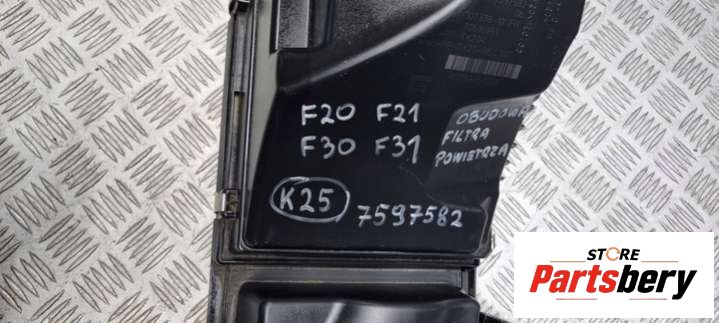 F20 F21
F30 F31
K25
7597582
OBUDOWA
FILTRA
POWIETRZA
STORE
Partsbery